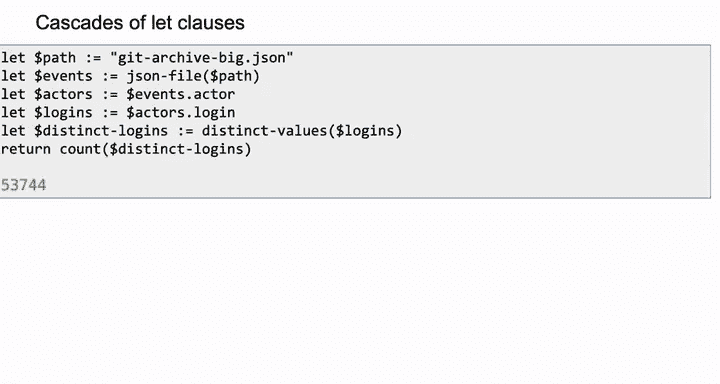 Cascades of let clauses
let $path := "git-archive-big.json"
let $events := json-file($path)
let $actors := $events.actor
let $logins := $actors.login
let $distinct-logins := distinct-values($logins)
return count($distinct-logins)
53744